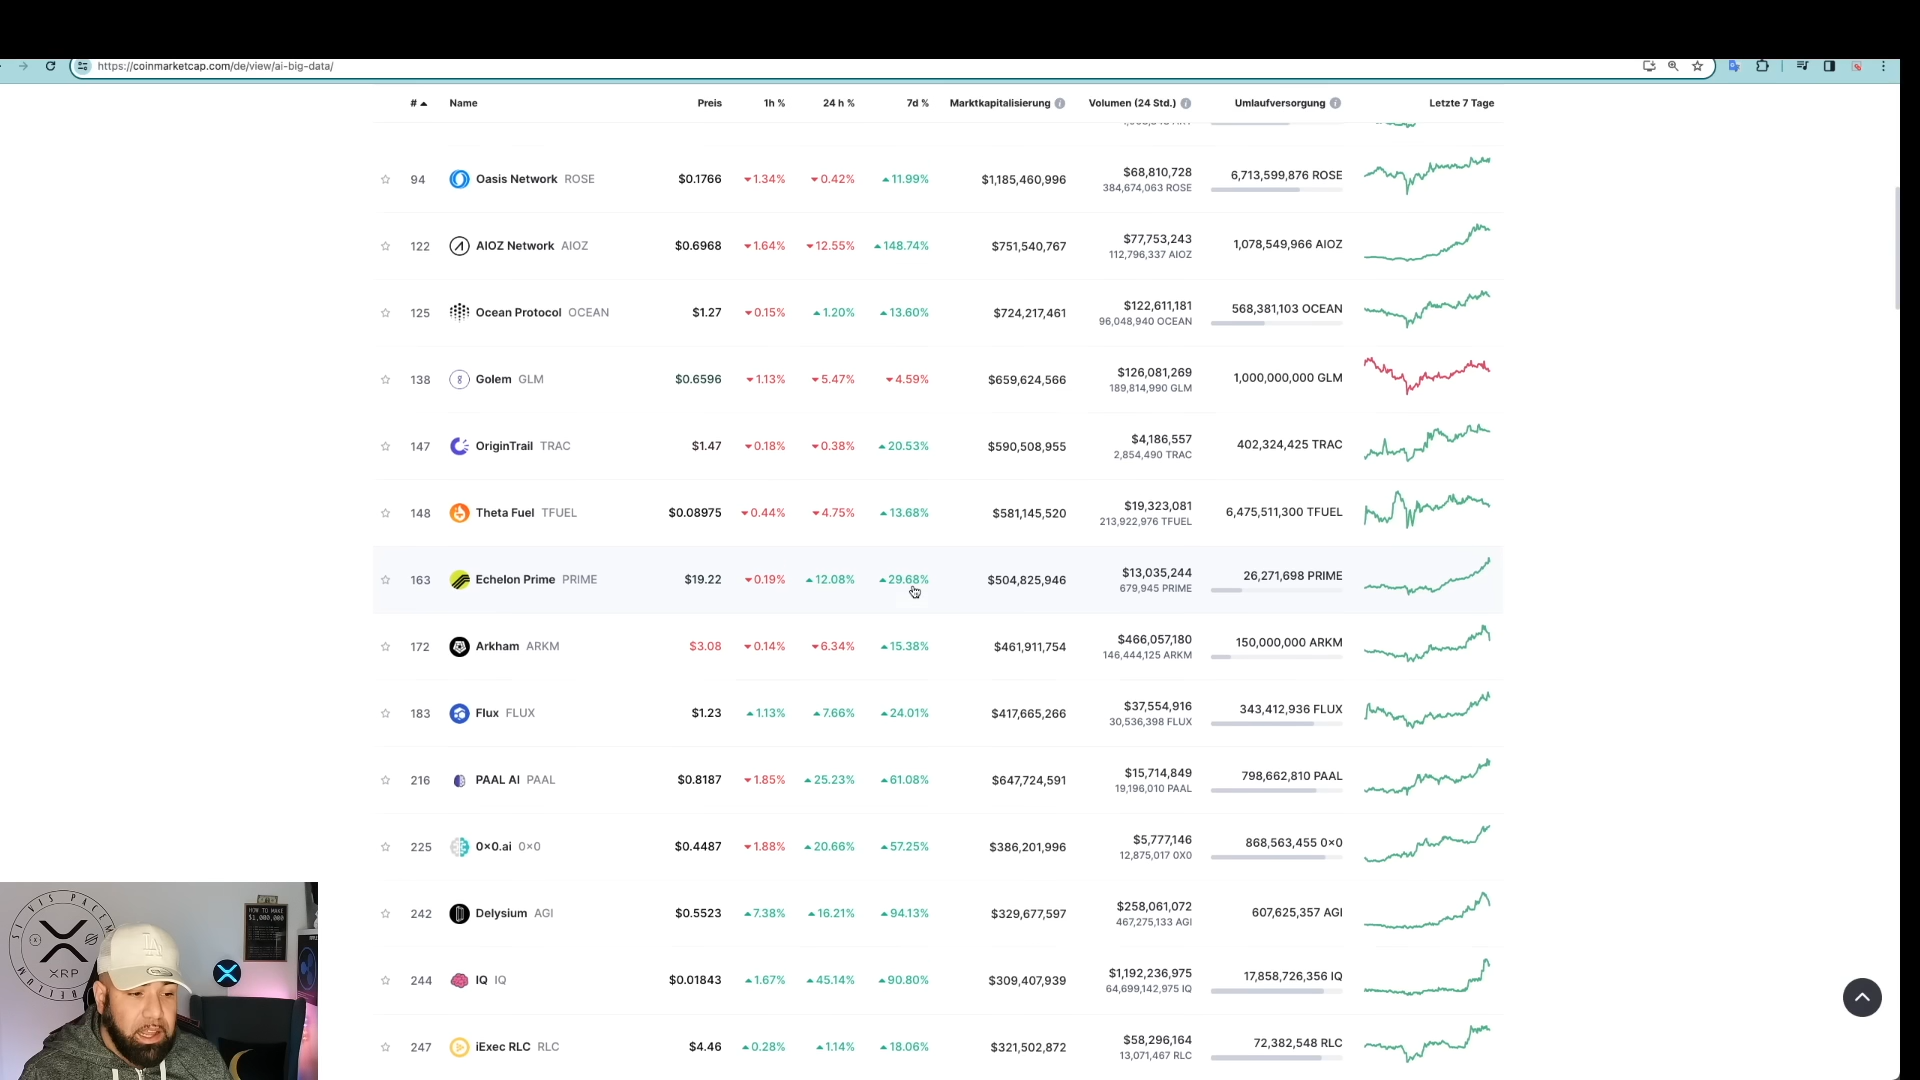 https://coinmarketcap.com/de/view/ai-big-data/
# Name Preis 1h % 24 h % 7d % Marktkapitalisierung Volumen (24 Std.) Umlaufversorgung Letzte 7 Tage
94 Oasis Network ROSE $0.1766 1.34% 0.42% 11.99% $1,185,460,996 $68,810,728 6,713,599,876 ROSE
384,674,063 ROSE
122 AIOZ Network AIOZ $0.6968 1.64% 12.55% 148.74% $751,540,767 $77,753,243 1,078,549,966 AIOZ
112,796,337 AIOZ
125 Ocean Protocol OCEAN $1.27 0.15% 1.20% 13.60% $724,217,461 $122,611,181 568,381,103 OCEAN
96,048,940 OCEAN
138 Golem GLM $0.6596 1.13% 5.47% 4.59% $659,624,566 $126,081,269 1,000,000,000 GLM
189,814,990 GLM
147 OriginTrail TRAC $1.47 0.18% 0.38% 20.53% $590,508,955 $4,186,557 402,324,425 TRAC
2,854,490 TRAC
148 Theta Fuel TFUEL $0.08975 0.44% 4.75% 13.68% $581,145,520 $19,323,081 6,475,511,300 TFUEL
213,922,976 TFUEL
163 Echelon Prime PRIME $19.22 0.19% 12.08% 29.68% $504,825,946 $13,035,244 26,271,698 PRIME
679,945 PRIME
172 Arkham ARKM $3.08 0.14% 6.34% 15.38% $461,911,754 $466,057,180 150,000,000 ARKM
146,444,125 ARKM
183 Flux FLUX $1.23 1.13% 7.66% 24.01% $417,665,266 $37,554,916 343,412,936 FLUX
30,536,398 FLUX
216 PAAL AI PAAL $0.8187 1.85% 25.23% 61.08% $647,724,591 $15,714,849 798,662,810 PAAL
19,196,010 PAAL
225 0x0.ai 0x0 $0.4487 1.88% 20.66% 57.25% $386,201,996 $5,777,146 868,563,455 0x0
12,875,017 0X0
242 Delysium AGI $0.5523 7.38% 16.21% 94.13% $329,677,597 $258,061,072 607,625,357 AGI
467,275,133 AGI
244 IQ IQ $0.01843 1.67% 45.14% 90.80% $309,407,939 $1,192,236,975 17,858,726,356 IQ
64,699,142,975 IQ
247 iExec RLC RLC $4.46 0.28% 1.14% 18.06% $321,502,872 $58,296,164 72,382,548 RLC
13,071,467 RLC
SI VIS PACEM
XRP
HOW TO MAKE
$1,000,000
LA